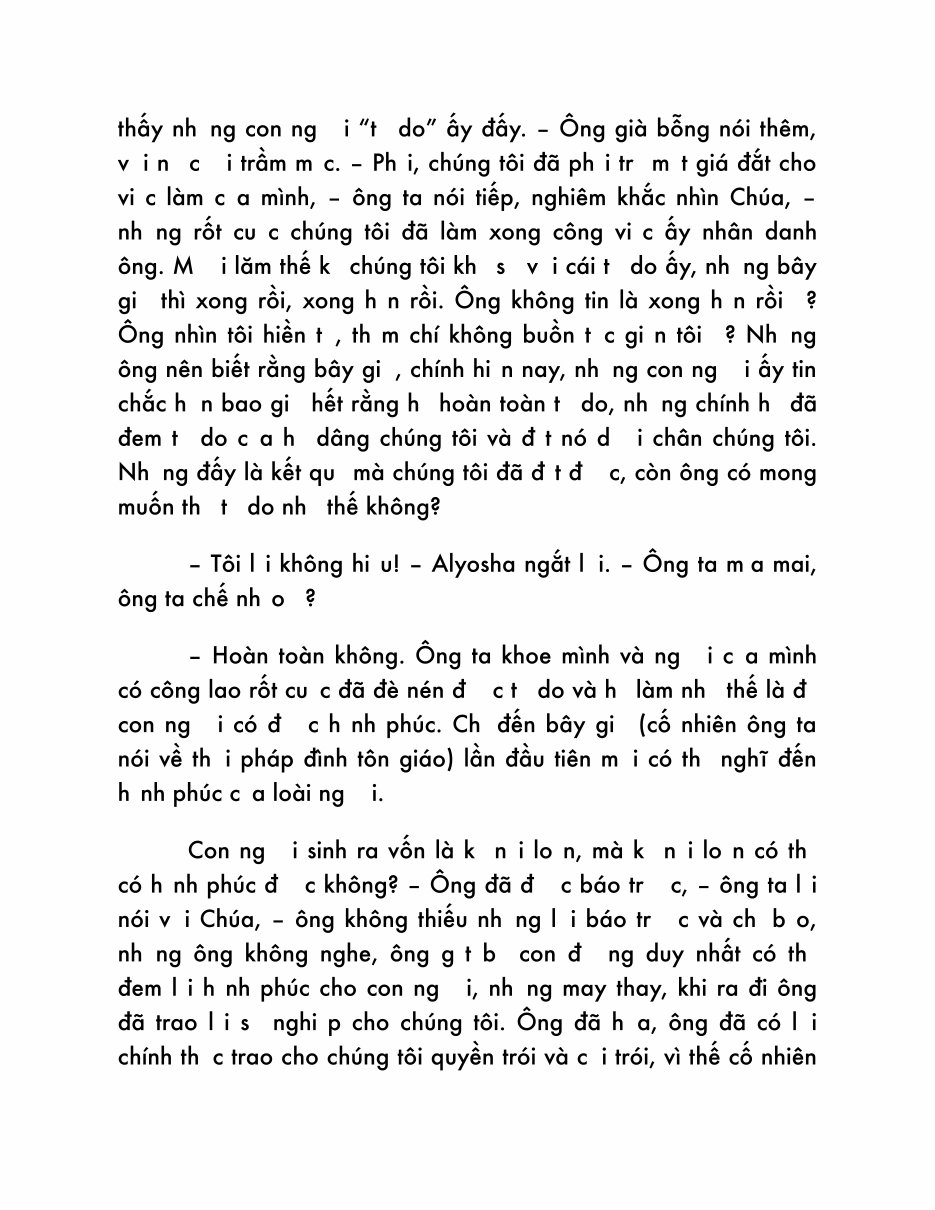 thấy nh ng con ng  i “t  do” ấy đấy. – Ông già bỗng nói thêm,
v i n  c  i trầm m c. – Ph i, chúng tôi đã ph i tr  m t giá đắt cho
vi c làm c a mình, – ông ta nói tiếp, nghiêm khắc nhìn Chúa, –
nh ng rốt cu c chúng tôi đã làm xong công vi c ấy nhân danh
ông. M  i lăm thế k  chúng tôi kh  s  v i cái t  do ấy, nh ng bây
gi  thì xong rồi, xong h n rồi. Ông không tin là xong h n rồi  ?
Ông nhìn tôi hiền t , th m chí không buồn t c gi n tôi  ? Nh ng
ông nên biết rằng bây gi , chính hi n nay, nh ng con ng  i ấy tin
chắc h n bao gi  hết rằng h  hoàn toàn t  do, nh ng chính h  đã
đem t  do c a h  dâng chúng tôi và đ t nó d  i chân chúng tôi.
Nh ng đấy là kết qu  mà chúng tôi đã đ t đ  c, còn ông có mong
muốn th  t  do nh  thế không?
– Tôi l i không hi u! – Alyosha ngắt l i. – Ông ta m a mai,
ông ta chế nh o  ?
– Hoàn toàn không. Ông ta khoe mình và ng  i c a mình
có công lao rốt cu c đã đè nén đ  c t  do và h  làm nh  thế là đ
con ng  i có đ  c h nh phúc. Ch  đến bây gi  (cố nhiên ông ta
nói về th i pháp đình tôn giáo) lần đầu tiên m i có th  nghĩ đến
h nh phúc c a loài ng  i.
Con ng  i sinh ra vốn là k  n i lo n, mà k  n i lo n có th
có h nh phúc đ  c không? – Ông đã đ  c báo tr  c, – ông ta l i
nói v i Chúa, – ông không thiếu nh ng l i báo tr  c và ch  b o,
nh ng ông không nghe, ông g t b  con đ  ng duy nhất có th
đem l i h nh phúc cho con ng  i, nh ng may thay, khi ra đi ông
đã trao l i s  nghi p cho chúng tôi. Ông đã h a, ông đã có l i
chính th c trao cho chúng tôi quyền trói và c i trói, vì thế cố nhiên